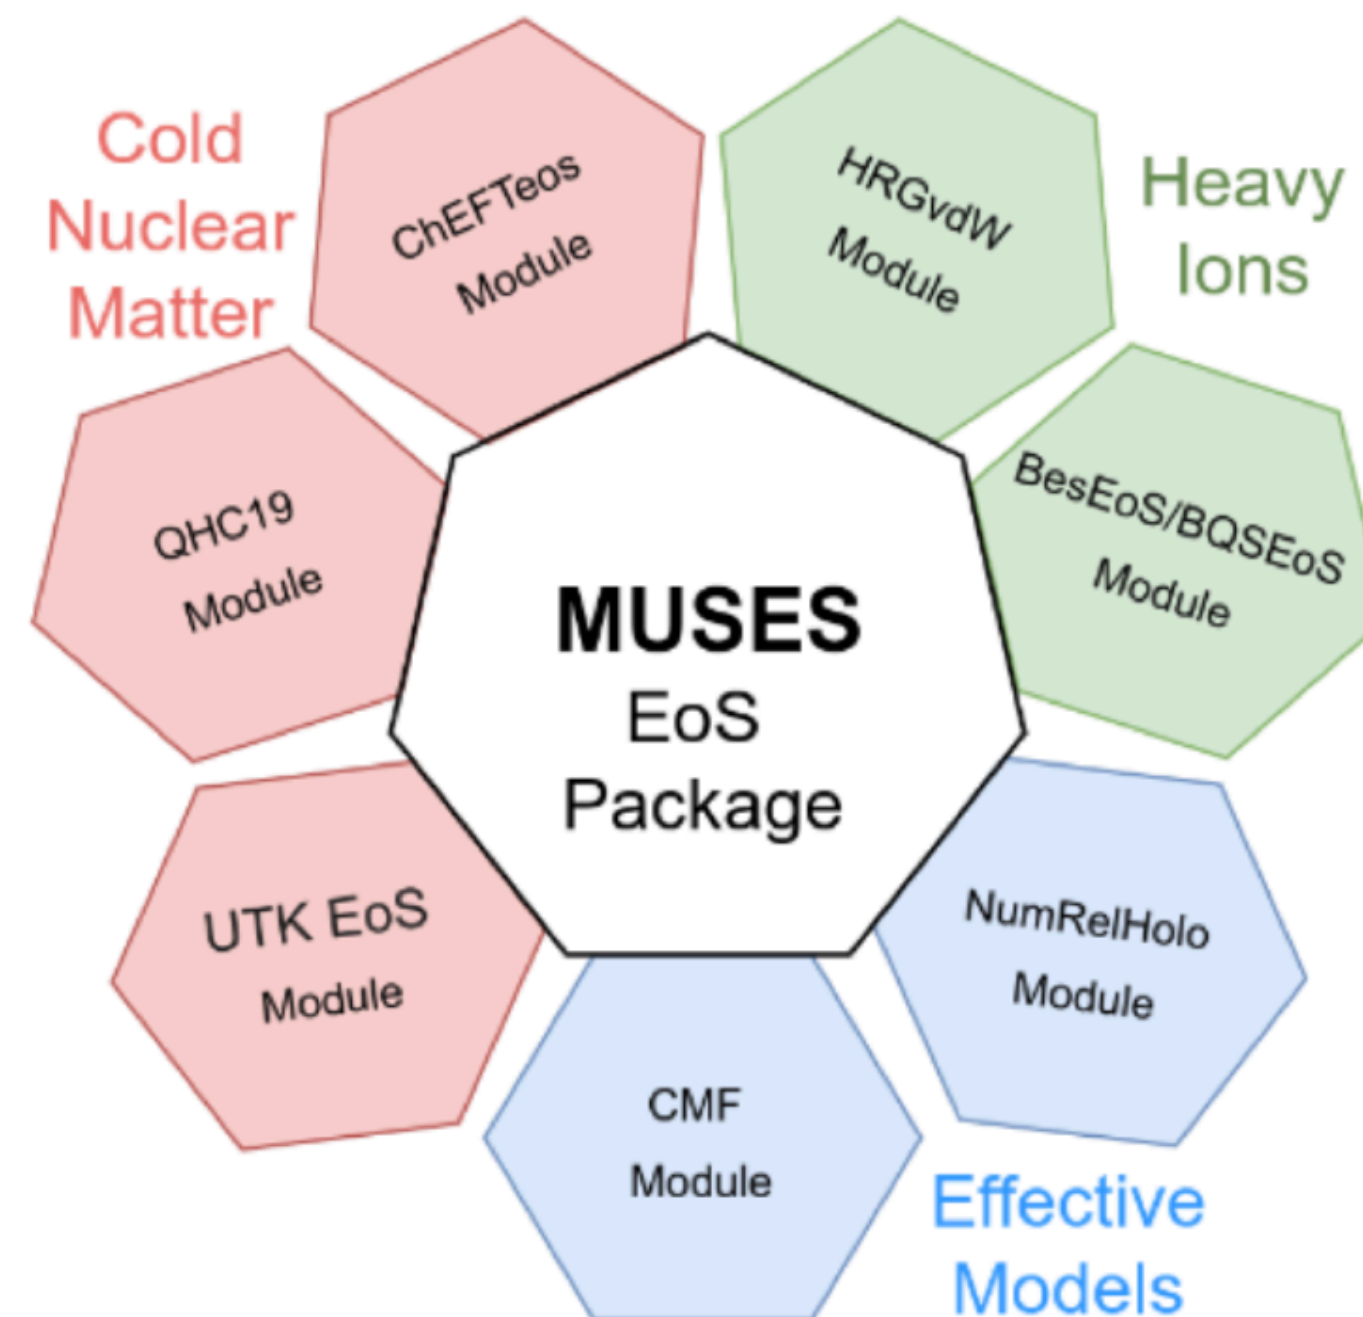 Cold
Nuclear
Matter
ChEFTeos
Module
HRGvdW
Module
Heavy
Ions
QHC19
Module
BesEoS/BQSEoS
Module
MUSES
EoS
Package
UTK EoS
Module
NumRelHolo
Module
CMF
Module
Effective
Models